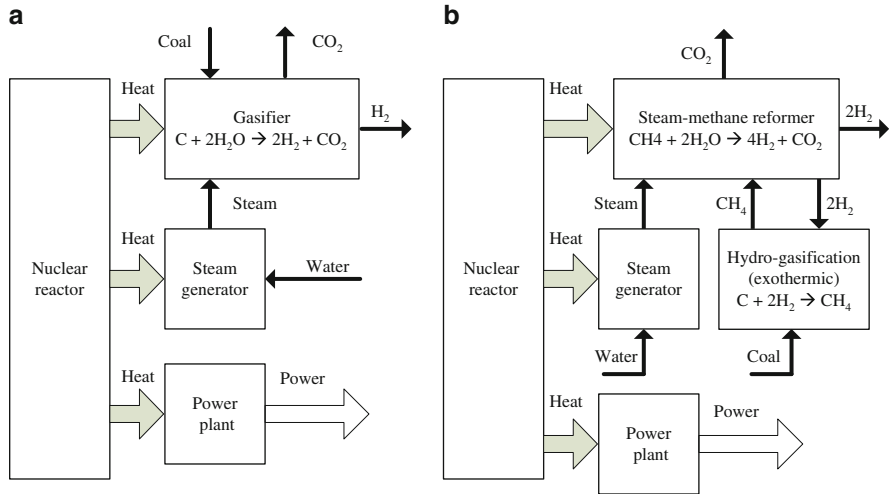 a
Coal
CO₂
Heat
Gasifier
C + 2H₂O → 2H₂ + CO₂
H₂
Steam
Nuclear
reactor
Heat
Steam
generator
Water
Heat
Power
plant
Power
b
CO₂
Heat
Steam-methane reformer
CH4 + 2H₂O → 4H₂ + CO₂
2H₂
Steam
CH₄
2H₂
Nuclear
reactor
Heat
Steam
generator
Hydro-gasification
(exothermic)
C + 2H₂ → CH₄
Water
Coal
Heat
Power
plant
Power